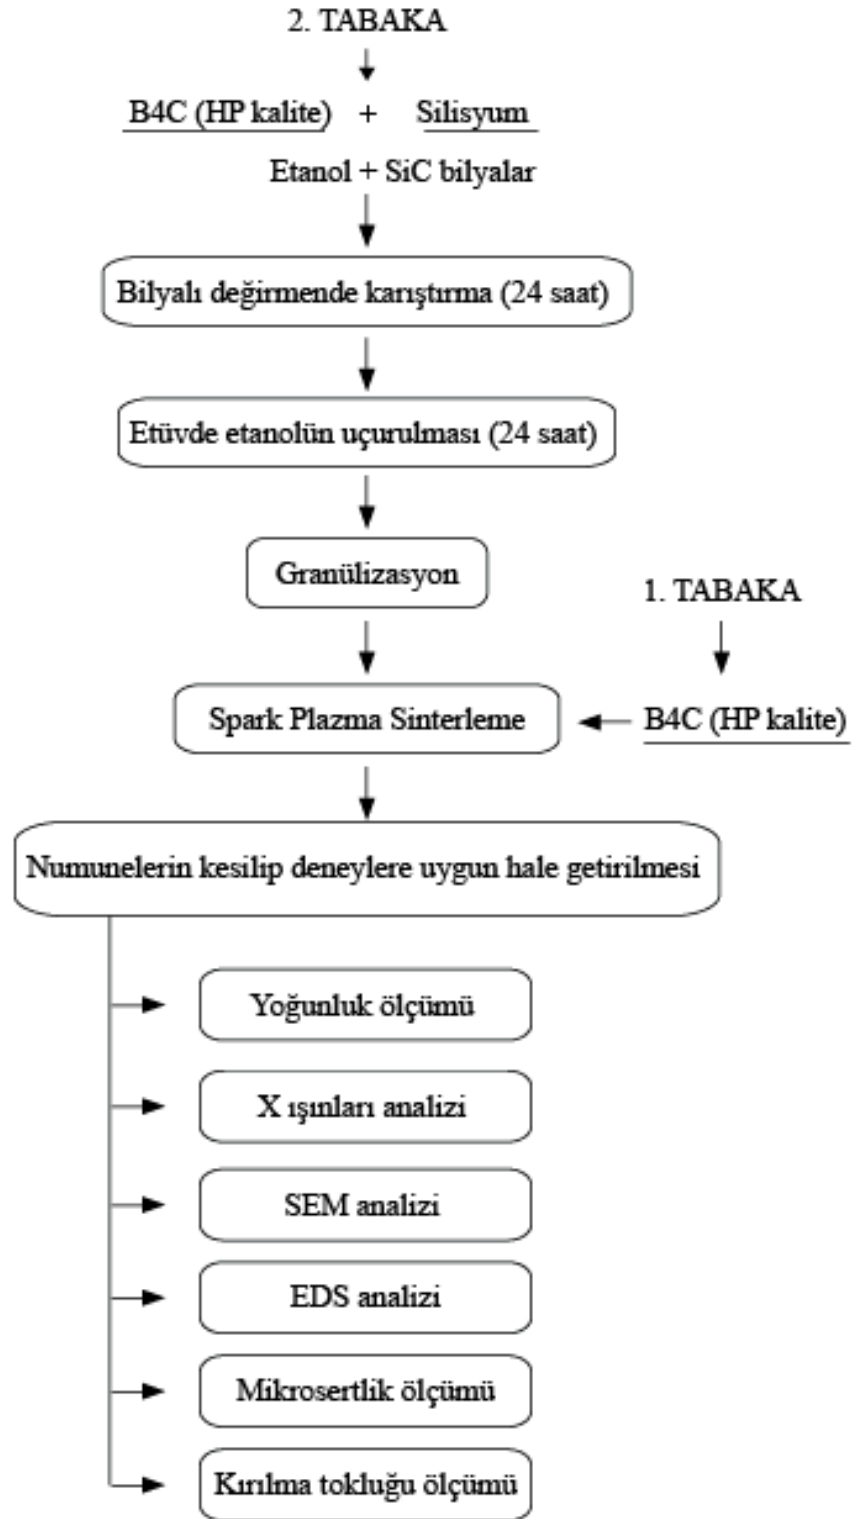 2. TABAKA
B4C (HP kalite) + Silisyum
Etanol + SiC bilyalar
Bilyalı değirmende karıştırma (24 saat)
Etüvde etanolün uçurulması (24 saat)
Granülizasyon
1. TABAKA
Spark Plazma Sinterleme
B4C (HP kalite)
Numunelerin kesilip deneylere uygun hale getirilmesi
Yoğunluk ölçümü
X ışınları analizi
SEM analizi
EDS analizi
Mikrosertlik ölçümü
Kırılma tokluğu ölçümü